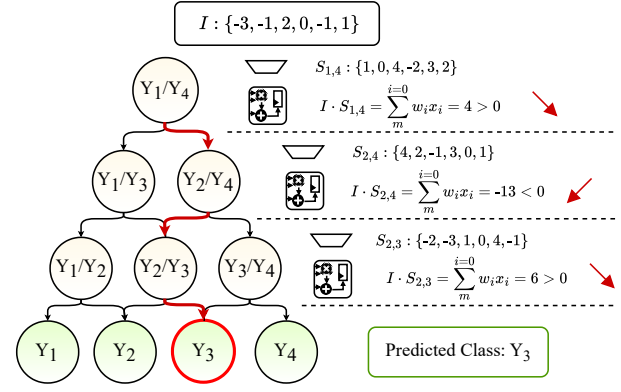 I : {-3, -1, 2, 0, -1, 1}
S1,4 : {1, 0, 4, -2, 3, 2}
Y1/Y4
I · S1,4 = ∑ i=0 m wixi = 4 > 0
S2,4 : {4, 2, -1, 3, 0, 1}
Y1/Y3 Y2/Y4
I · S2,4 = ∑ i=0 m wixi = -13 < 0
S2,3 : {-2, -3, 1, 0, 4, -1}
Y1/Y2 Y2/Y3 Y3/Y4
I · S2,3 = ∑ i=0 m wixi = 6 > 0
Y1 Y2 Y3 Y4
Predicted Class: Y3